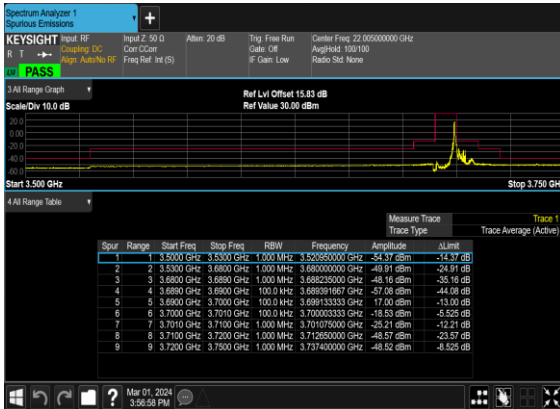 Spectrum Analyzer 1
Spurious Emissions
KEYSIGHT Input: RF Input Z: 50 Ω Atten: 20 dB Trig: Free Run Center Freq: 22.005000000 GHz
R T Coupling: DC Corr CCorr Gate: Off Avg|Hold: 100/100
Align: Auto/No RF Freq Ref: Int (S) IF Gain: Low Radio Std: None
LXI PASS
3 All Range Graph
Ref Lvl Offset 15.83 dB
Scale/Div 10.0 dB Ref Value 30.00 dBm
20.0
0.00
-20.0
-40.0
-60.0
Start 3.500 GHz Stop 3.750 GH
4 All Range Table
Measure Trace Trace 1
Trace Type Trace Average (Active)
Spur Range Start Freq Stop Freq RBW Frequency Amplitude ΔLimit
1 1 3.5000 GHz 3.5300 GHz 1.000 MHz 3.520950000 GHz -54.37 dBm -14.37 dB
2 2 3.5300 GHz 3.6800 GHz 1.000 MHz 3.680000000 GHz -49.91 dBm -24.91 dB
3 3 3.6800 GHz 3.6890 GHz 1.000 MHz 3.688235000 GHz -48.16 dBm -35.16 dB
4 4 3.6890 GHz 3.6900 GHz 100.0 kHz 3.689391667 GHz -57.08 dBm -44.08 dB
5 5 3.6900 GHz 3.7000 GHz 100.0 kHz 3.699133333 GHz 17.00 dBm -13.00 dB
6 6 3.7000 GHz 3.7010 GHz 100.0 kHz 3.700003333 GHz -18.53 dBm -5.525 dB
7 7 3.7010 GHz 3.7100 GHz 1.000 MHz 3.701075000 GHz -25.21 dBm -12.21 dB
8 8 3.7100 GHz 3.7200 GHz 1.000 MHz 3.712650000 GHz -48.57 dBm -23.57 dB
9 9 3.7200 GHz 3.7500 GHz 1.000 MHz 3.737400000 GHz -48.52 dBm -8.525 dB
Mar 01, 2024
3:56:58 PM